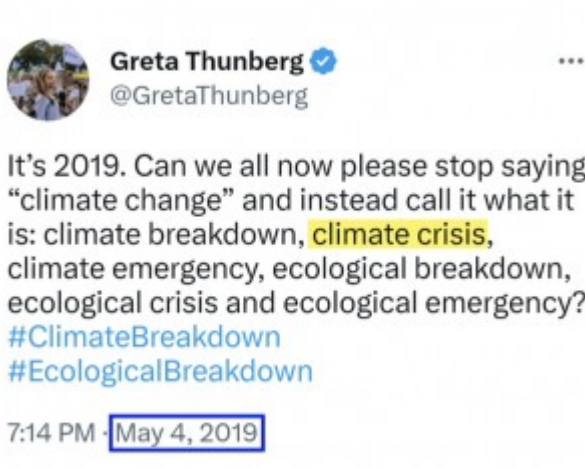 Greta Thunberg
@GretaThunberg
It’s 2019. Can we all now please stop saying
“climate change” and instead call it what it
is: climate breakdown, climate crisis,
climate emergency, ecological breakdown,
ecological crisis and ecological emergency?
#ClimateBreakdown
#EcologicalBreakdown
7:14 PM · May 4, 2019